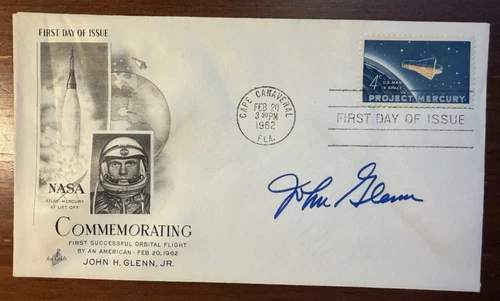 FIRST DAY OF ISSUE
4¢
U.S. MAN
IN SPACE
PROJECT MERCURY
CAPE CANAVERAL
FEB 20
3 30 PM
1962
FLA.
FIRST DAY OF ISSUE
NASA
ATLAS-MERCURY
AT LIFT OFF
John Glenn
COMMEMORATING
FIRST SUCCESSFUL ORBITAL FLIGHT
BY AN AMERICAN - FEB 20, 1962
JOHN H. GLENN, JR.